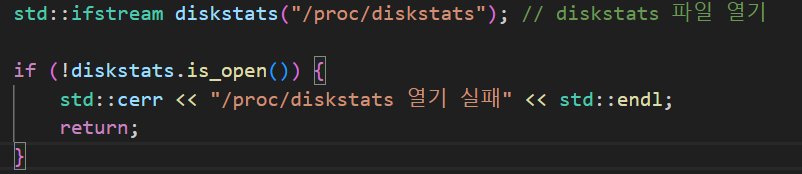 std::ifstream diskstats("/proc/diskstats"); // diskstats 파일 열기
if (!diskstats.is_open()) {
std::cerr << "/proc/diskstats 열기 실패" << std::endl;
return;
}